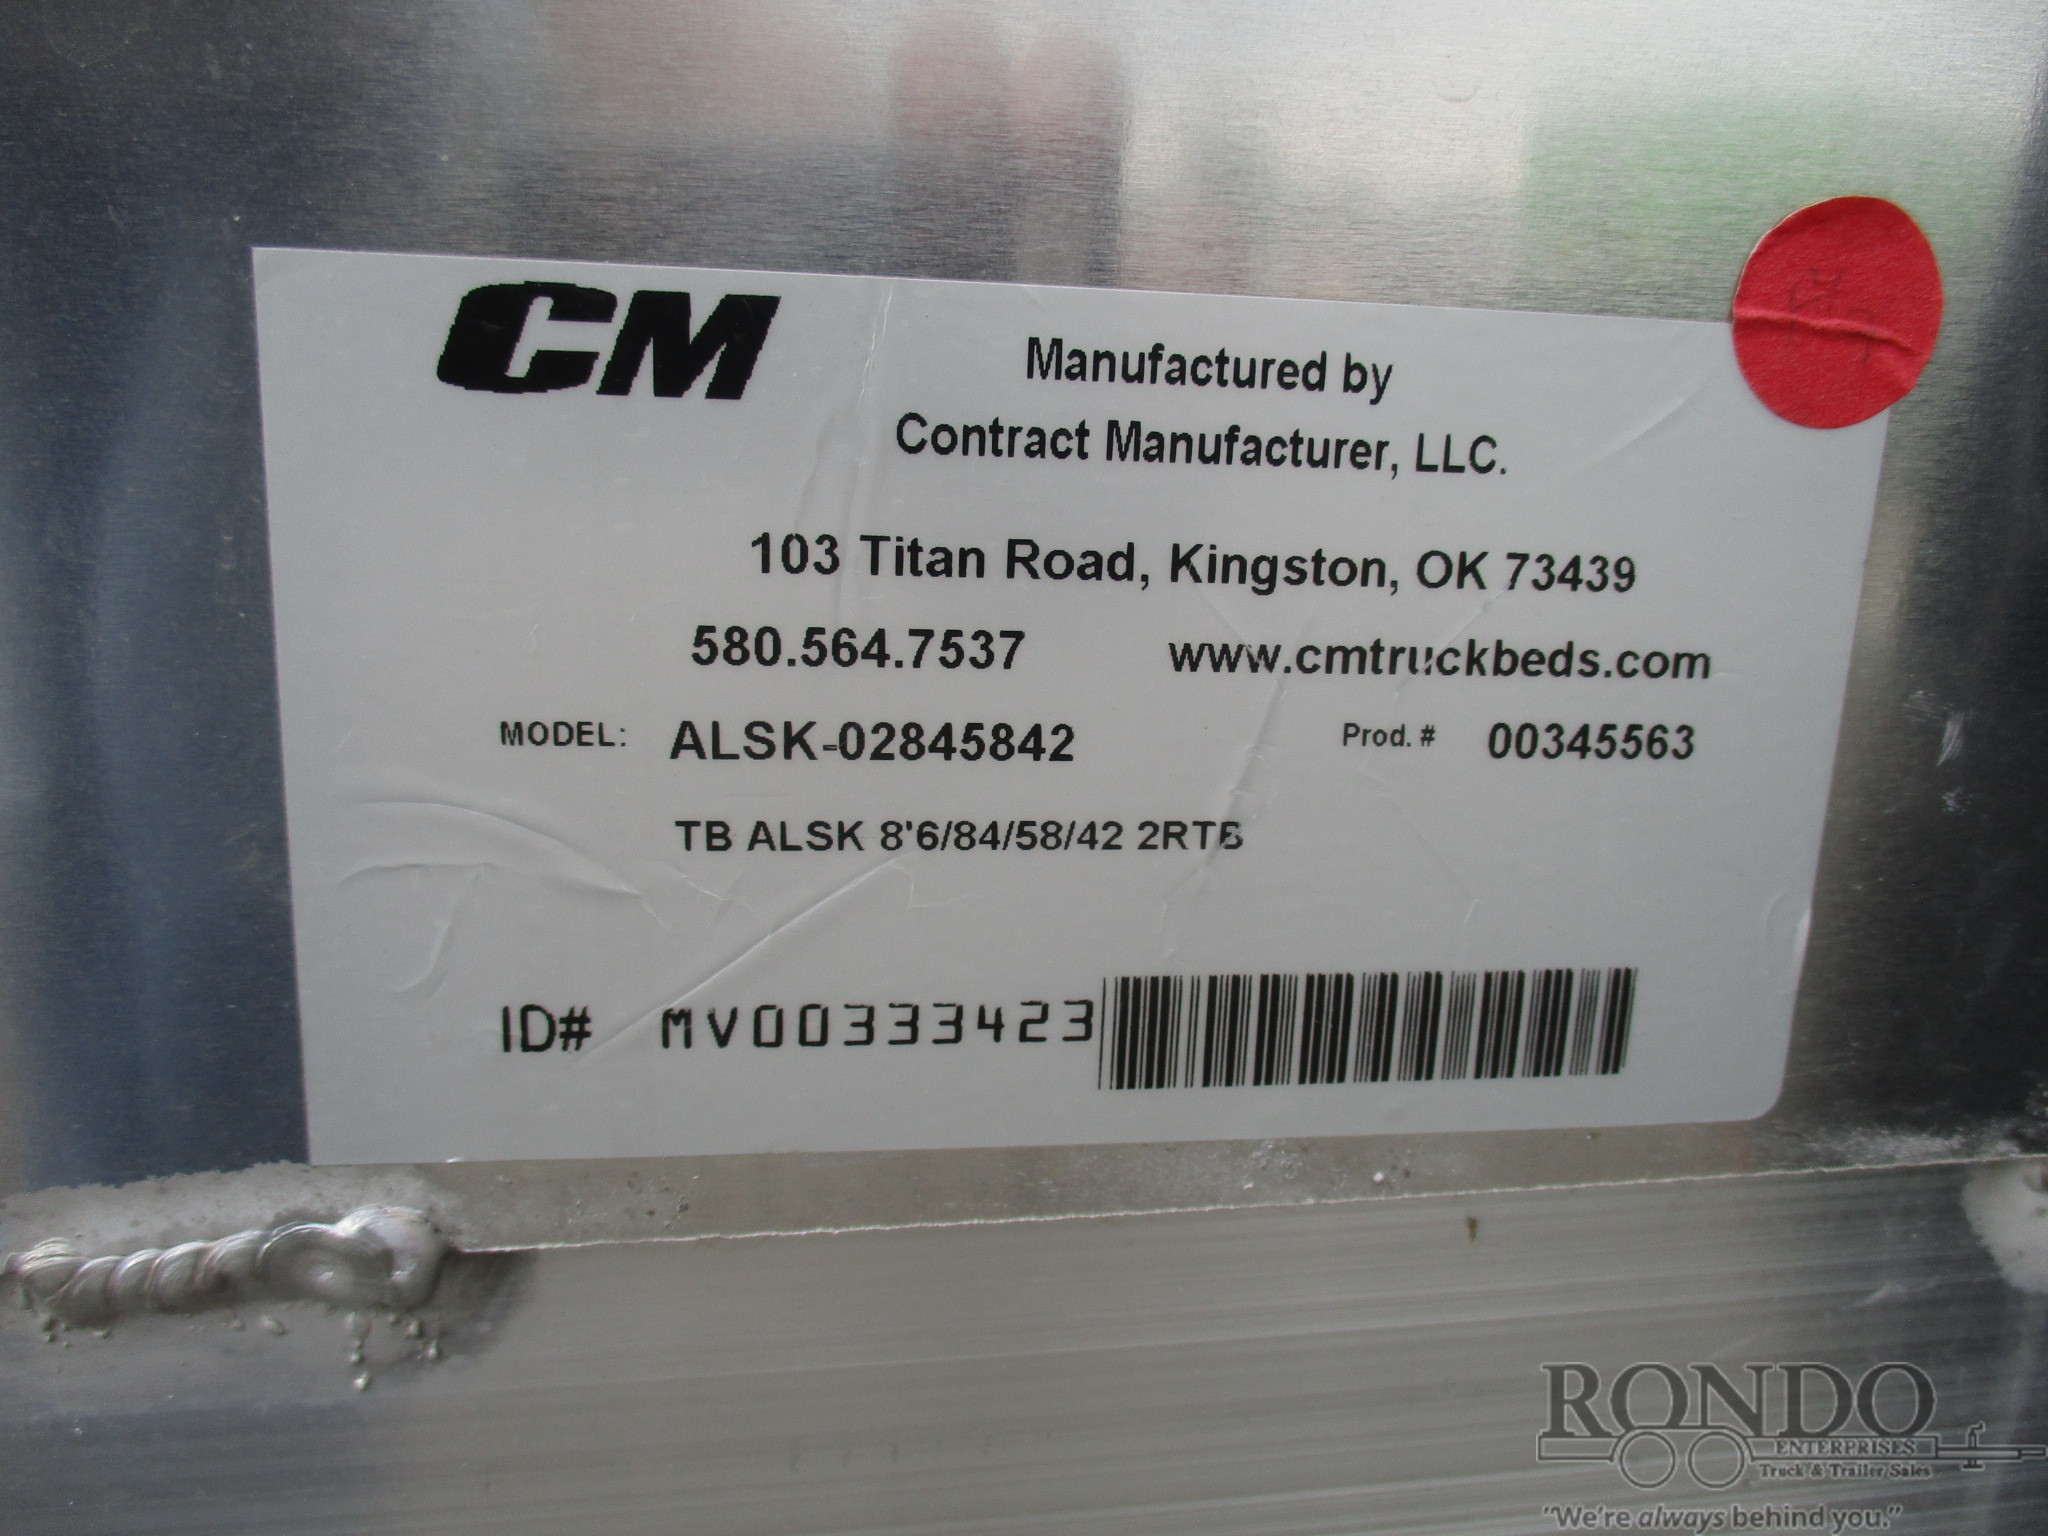 CM
Manufactured by
Contract Manufacturer, LLC.
103 Titan Road, Kingston, OK 73439
580.564.7537 www.cmtruckbeds.com
MODEL: ALSK-02845842 Prod. # 00345563
TB ALSK 8'6/84/58/42 2RTB
ID# MV00333423
RONDO
ENTERPRISES
Truck & Trailer Sales
"We're always behind you."